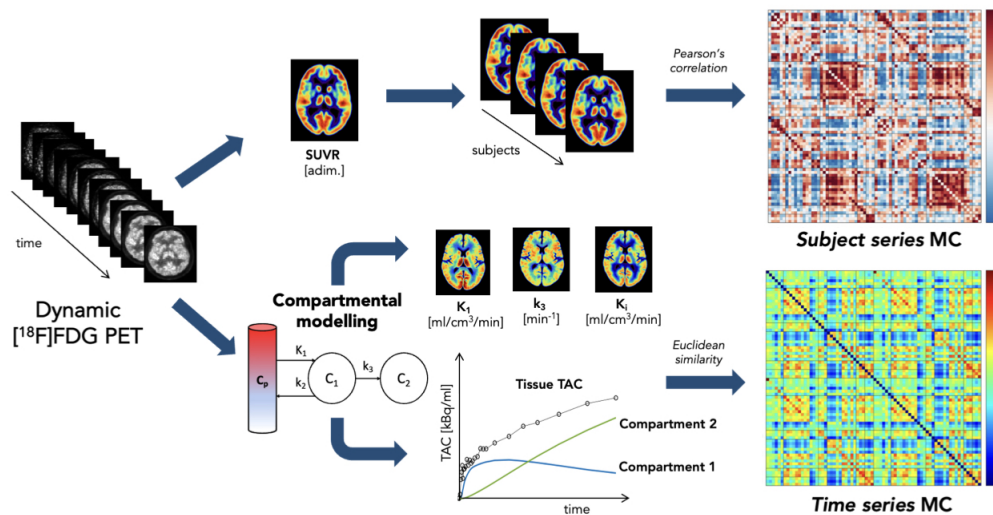 SUVR
[adim.]
subjects
Pearson's
correlation
Subject series MC
time
Dynamic
[¹⁸F]FDG PET
Compartmental
modelling
Cₚ
K₁
k₂
C₁
k₃
C₂
K₁
[ml/cm³/min]
k₃
[min⁻¹]
Kᵢ
[ml/cm³/min]
TAC [kBq/ml]
Tissue TAC
Compartment 2
Compartment 1
time
Euclidean
similarity
Time series MC